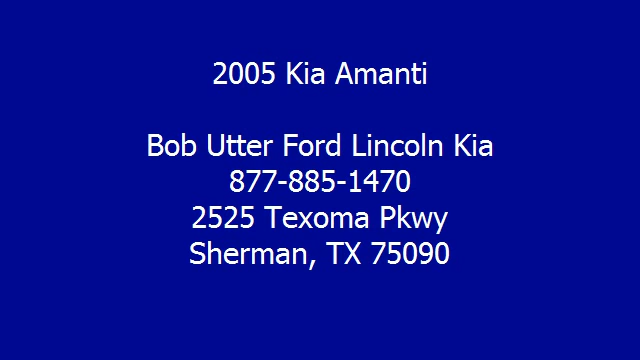 2005 Kia Amanti
Bob Utter Ford Lincoln Kia
877-885-1470
2525 Texoma Pkwy
Sherman, TX 75090